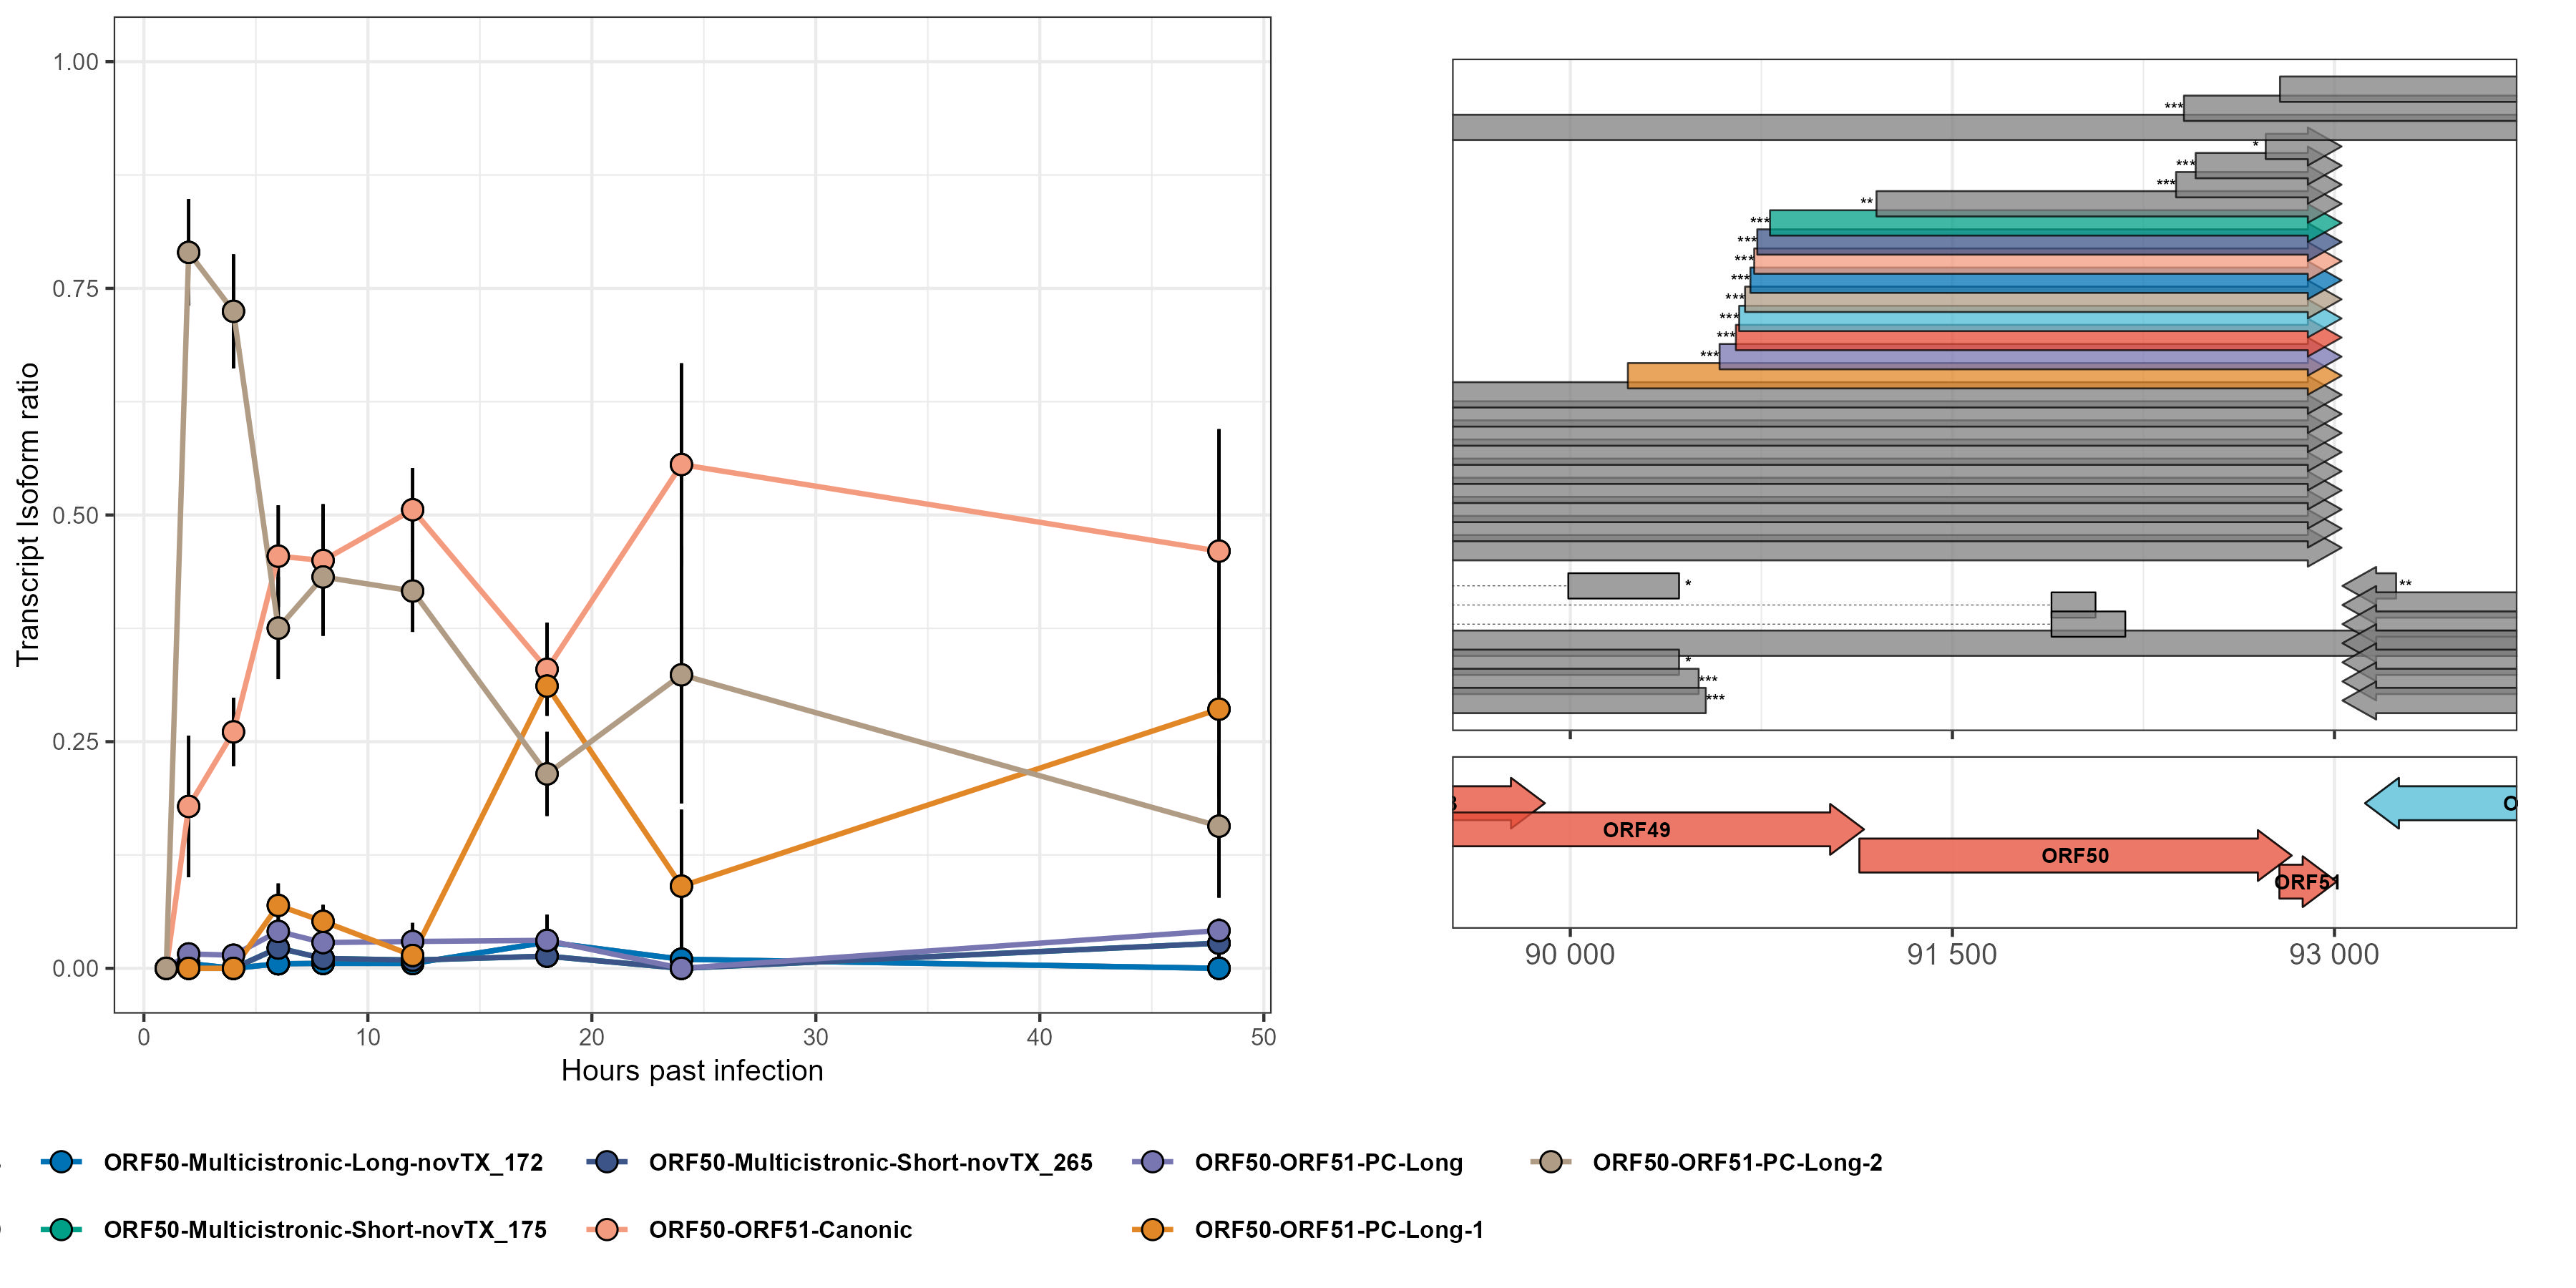 1.00
0.75
0.50
0.25
0.00
Transcript Isoform ratio
0 10 20 30 40 50
Hours past infection
***
*
***
***
**
***
***
***
***
***
***
***
***
* **
*
***
***
ORF49
ORF50
ORF51
90 000 91 500 93 000
ORF50-Multicistronic-Long-novTX_172 ORF50-Multicistronic-Short-novTX_265 ORF50-ORF51-PC-Long ORF50-ORF51-PC-Long-2
ORF50-Multicistronic-Short-novTX_175 ORF50-ORF51-Canonic ORF50-ORF51-PC-Long-1